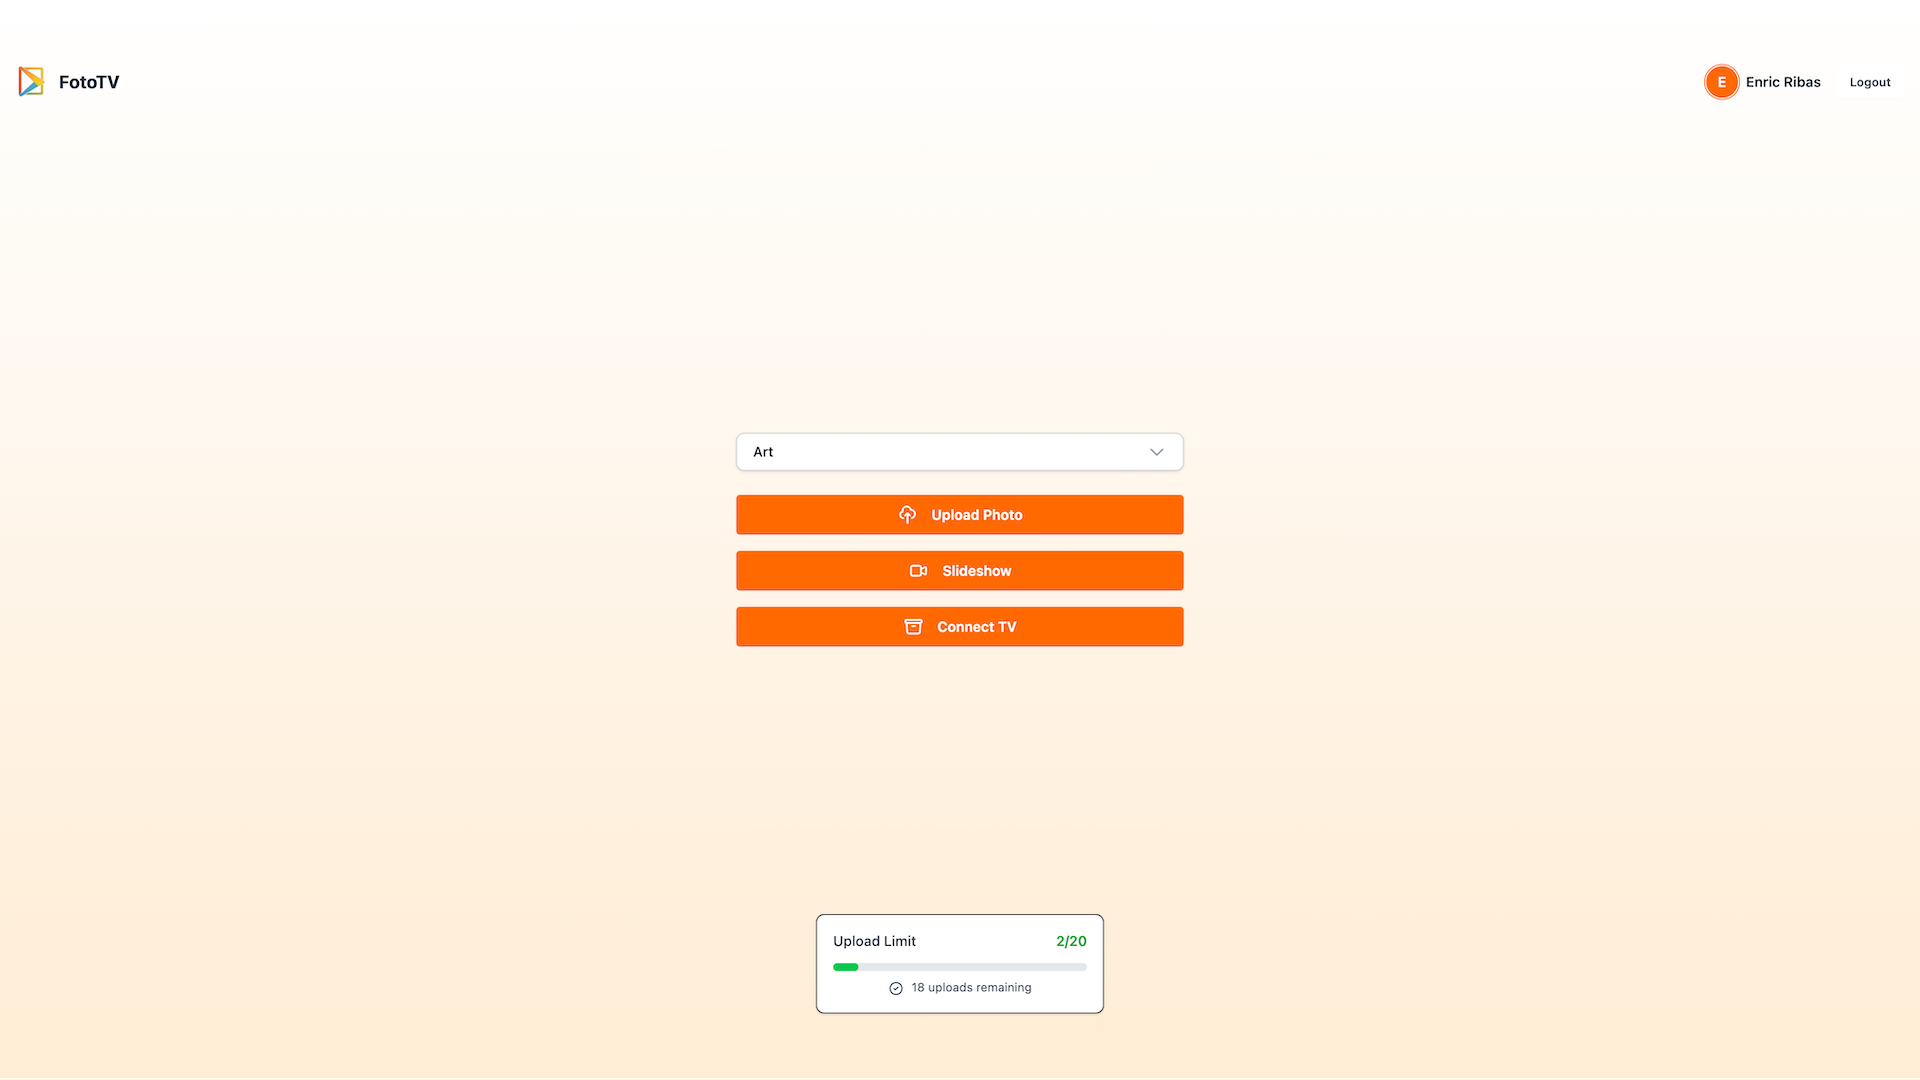 FotoTV
E Enric Ribas Logout
Art
Upload Photo
Slideshow
Connect TV
Upload Limit 2/20
18 uploads remaining